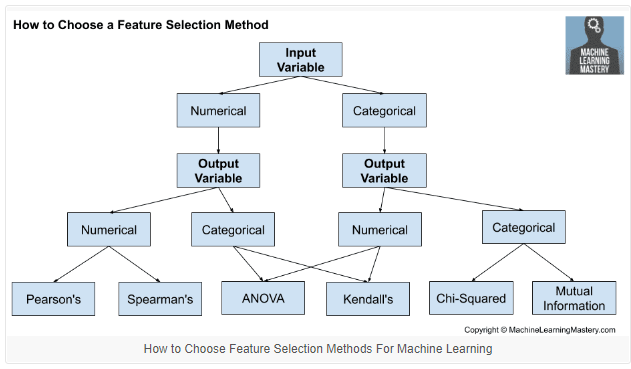 How to Choose a Feature Selection Method
MACHINE
LEARNING
MASTERY
Input
Variable
Numerical
Categorical
Output
Variable
Output
Variable
Numerical
Categorical
Numerical
Categorical
Pearson's
Spearman's
ANOVA
Kendall's
Chi-Squared
Mutual
Information
Copyright © MachineLearningMastery.com
How to Choose Feature Selection Methods For Machine Learning